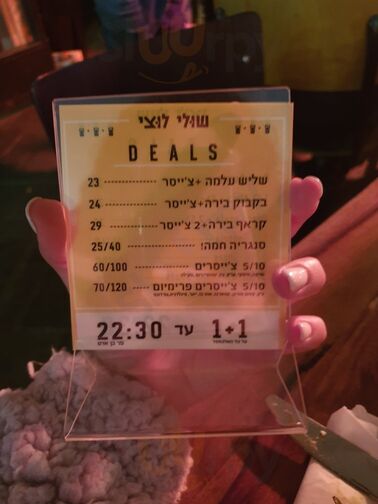 שולי לוצי
DEALS
שליש עלמה +צ'ייסר 23
בקבוק בירה+צ'ייסר 24
קראף בירה+2 צ'ייסר 29
סנגריה חמה! 25/40
5/10 צ'ייסרים 60/100
5/10 צ'ייסרים פרימיום 70/120
1+1 עד 22:30